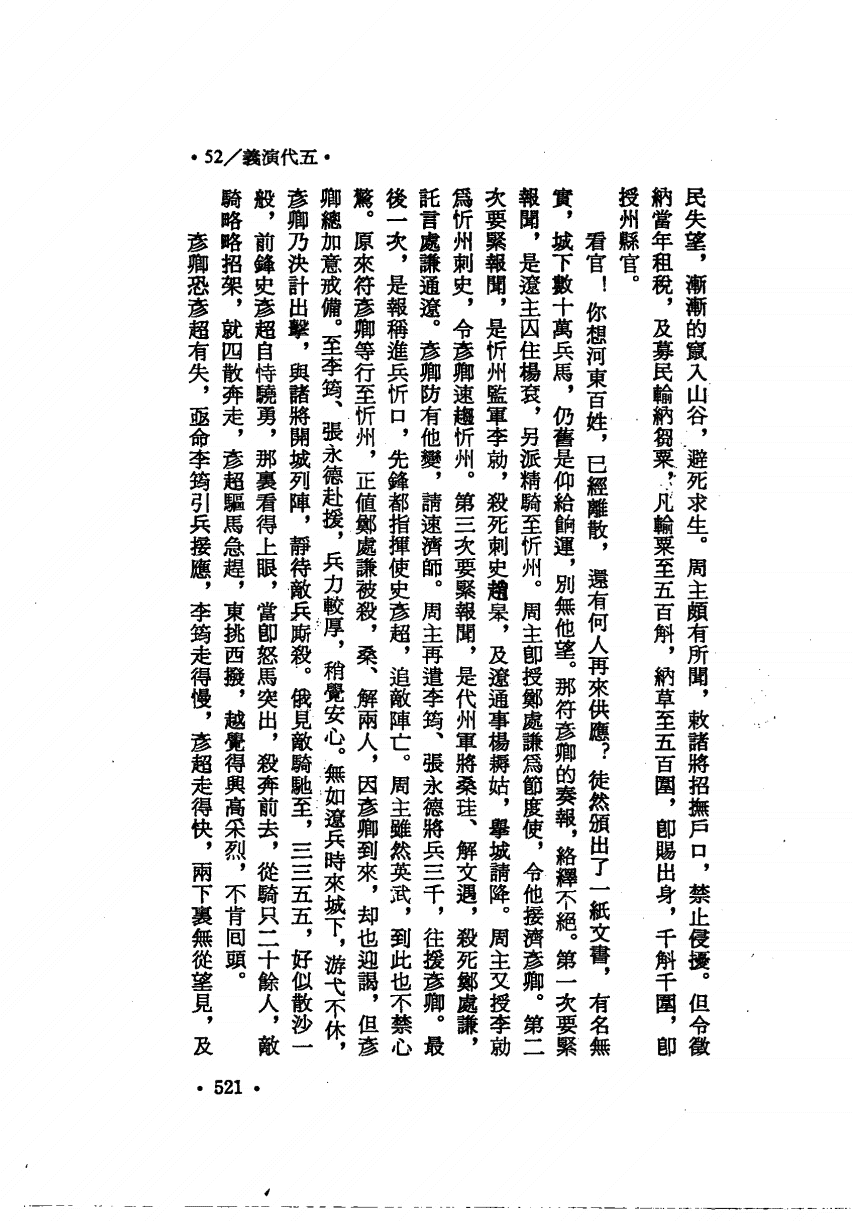 •52／義演代五•
民失望，漸漸的竄入山谷，避死求生。周主頗有所聞，敕諸將招撫戶口，禁止侵擾。但令徵
納當年租稅，及募民輸納芻粟，凡輸粟至五百斛，納草至五百圍，卽賜出身，千斛千圍，卽
授州縣官。
看官！你想河東百姓，已經離散，還有何人再來供應？徒然頒出了一紙文書，有名無
實，城下數十萬兵馬，仍舊是仰給餉運，別無他望。那符彥卿的奏報，絡繹不絕。第一次要緊
報聞，是遼主囚住楊袞，另派精騎至忻州。周主卽授鄭處謙爲節度使，令他接濟彥卿。第二
次要緊報聞，是忻州監軍李勍，殺死刺史趙皋，及遼通事楊耨姑，舉城請降。周主又授李勍
爲忻州刺史，令彥卿速趨忻州。第三次要緊報聞，是代州軍將桑珪、解文遇，殺死鄭處謙，
託言處謙通遼。彥卿防有他變，請速濟師。周主再遣李筠、張永德將兵三千，往援彥卿。最
後一次，是報稱進兵忻口，先鋒都指揮使史彥超，追敵陣亡。周主雖然英武，到此也不禁心
驚。原來符彥卿等行至忻州，正值鄭處謙被殺，桑、解兩人，因彥卿到來，却也迎謁，但彥
卿總加意戒備。至李筠、張永德赴援，兵力較厚，稍覺安心。無如遼兵時來城下，游弋不休，
彥卿乃決計出擊，與諸將開城列陣，靜待敵兵廝殺。俄見敵騎馳至，三三五五，好似散沙一
般，前鋒史彥超自恃驍勇，那裏看得上眼，當卽怒馬突出，殺奔前去，從騎只二十餘人，敵
騎略略招架，就四散奔走，彥超驅馬急趕，東挑西撥，越覺得興高采烈，不肯囘頭。
彥卿恐彥超有失，亟命李筠引兵接應，李筠走得慢，彥超走得快，兩下裏無從望見，及
•521•